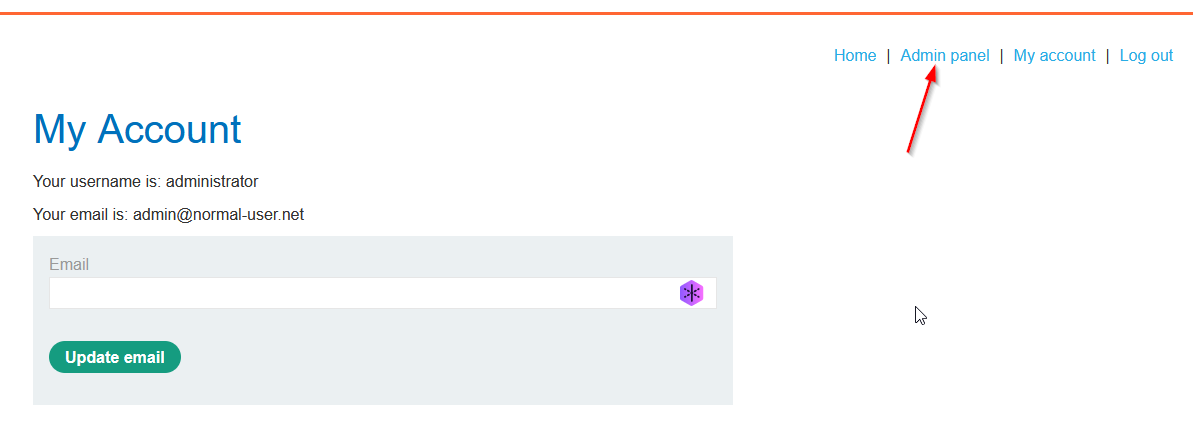 Home | Admin panel | My account | Log out
My Account
Your username is: administrator
Your email is: admin@normal-user.net
Email
Update email